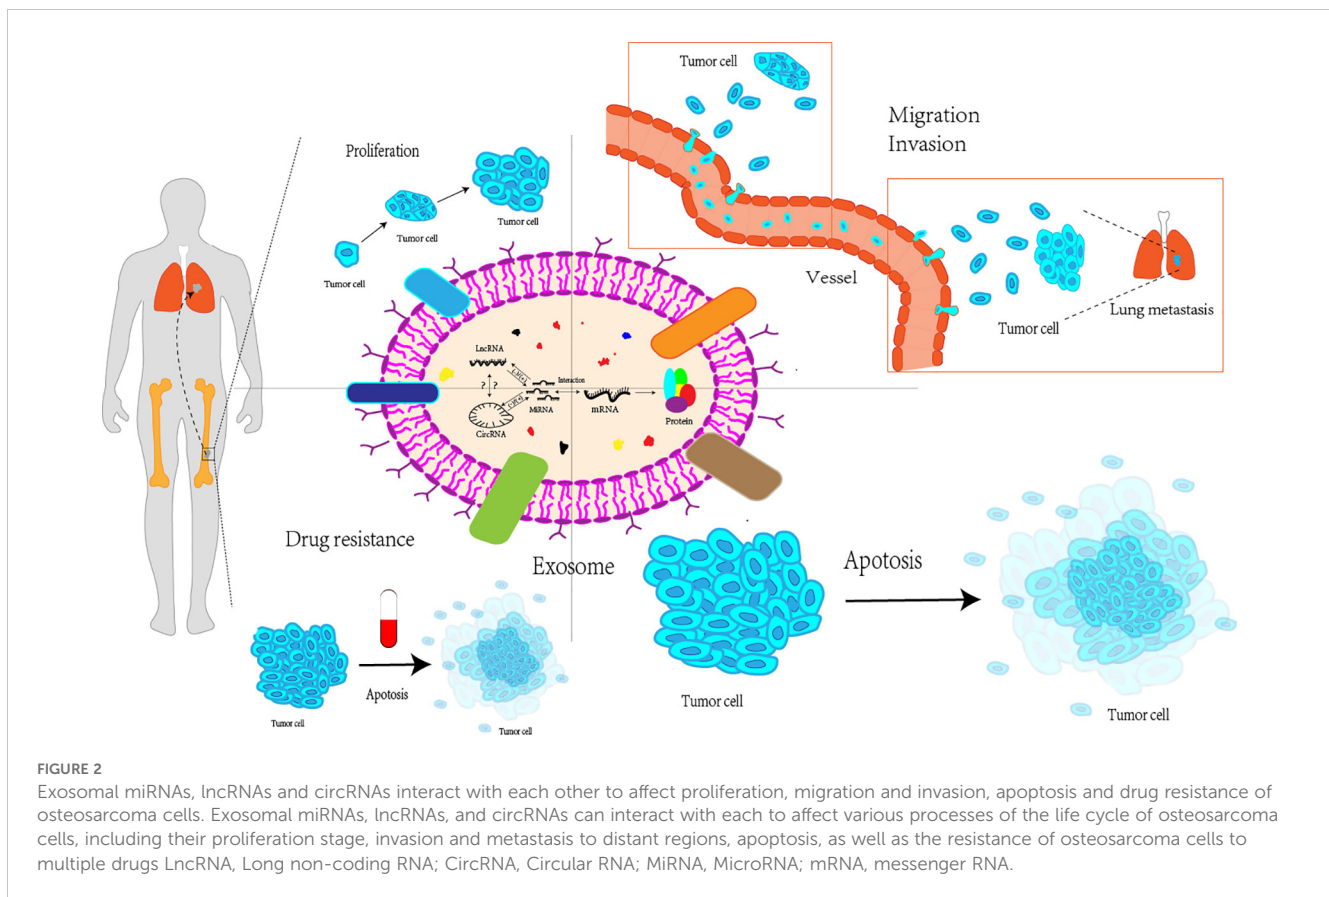 Tumor cell
Migration
Invasion
Proliferation
Tumor cell
Tumor cell
Tumor cell
Vessel
Tumor cell
Lung metastasis
LncRNA
(-)/(+)
Interaction
? ?
MiRNA
mRNA
Protein
(-)/(+)
CircRNA
Drug resistance
Exosome
Apotosis
Apotosis
Tumor cell
Tumor cell
Tumor cell
Tumor cell
FIGURE 2
Exosomal miRNAs, lncRNAs and circRNAs interact with each other to affect proliferation, migration and invasion, apoptosis and drug resistance of
osteosarcoma cells. Exosomal miRNAs, lncRNAs, and circRNAs can interact with each to affect various processes of the life cycle of osteosarcoma
cells, including their proliferation stage, invasion and metastasis to distant regions, apoptosis, as well as the resistance of osteosarcoma cells to
multiple drugs LncRNA, Long non-coding RNA; CircRNA, Circular RNA; MiRNA, MicroRNA; mRNA, messenger RNA.